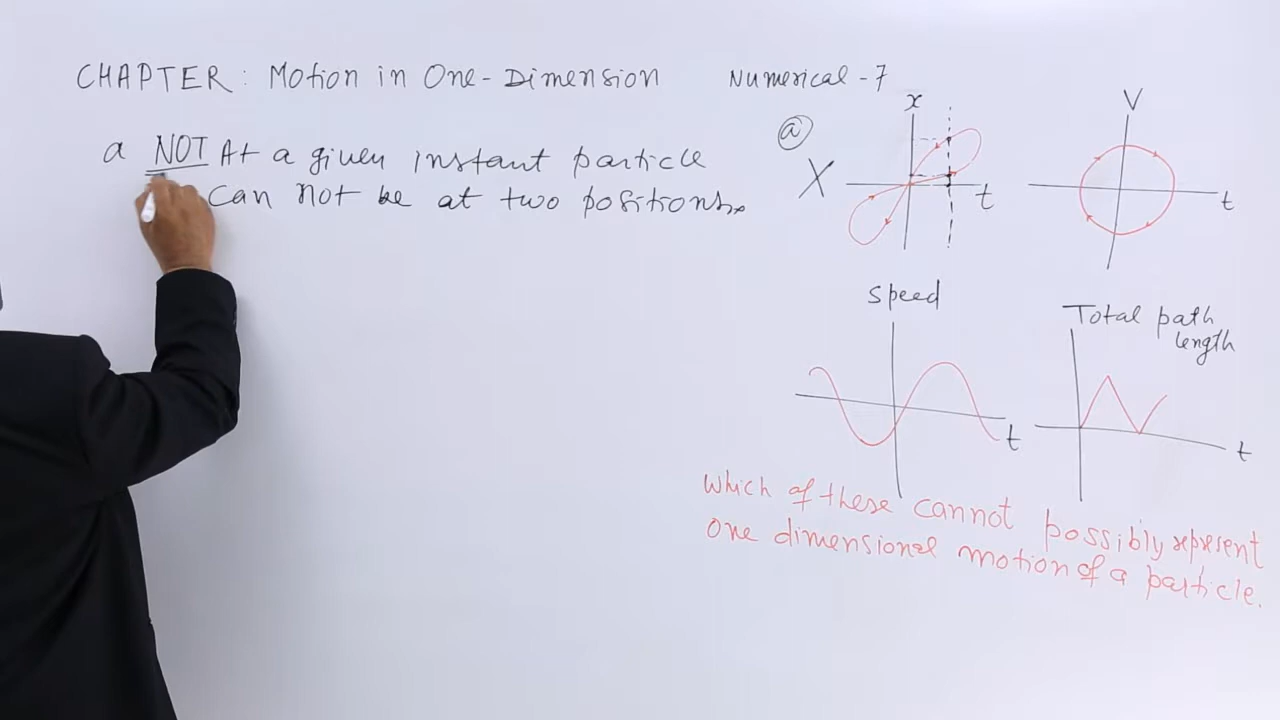 CHAPTER: Motion in One-Dimension Numerical-7
a NOT At a given instant particle
Can not be at two positions.
ⓐ
X
x
t
V
t
Speed
t
Total path
length
t
Which of these cannot possibly represent
one dimensional motion of a particle.